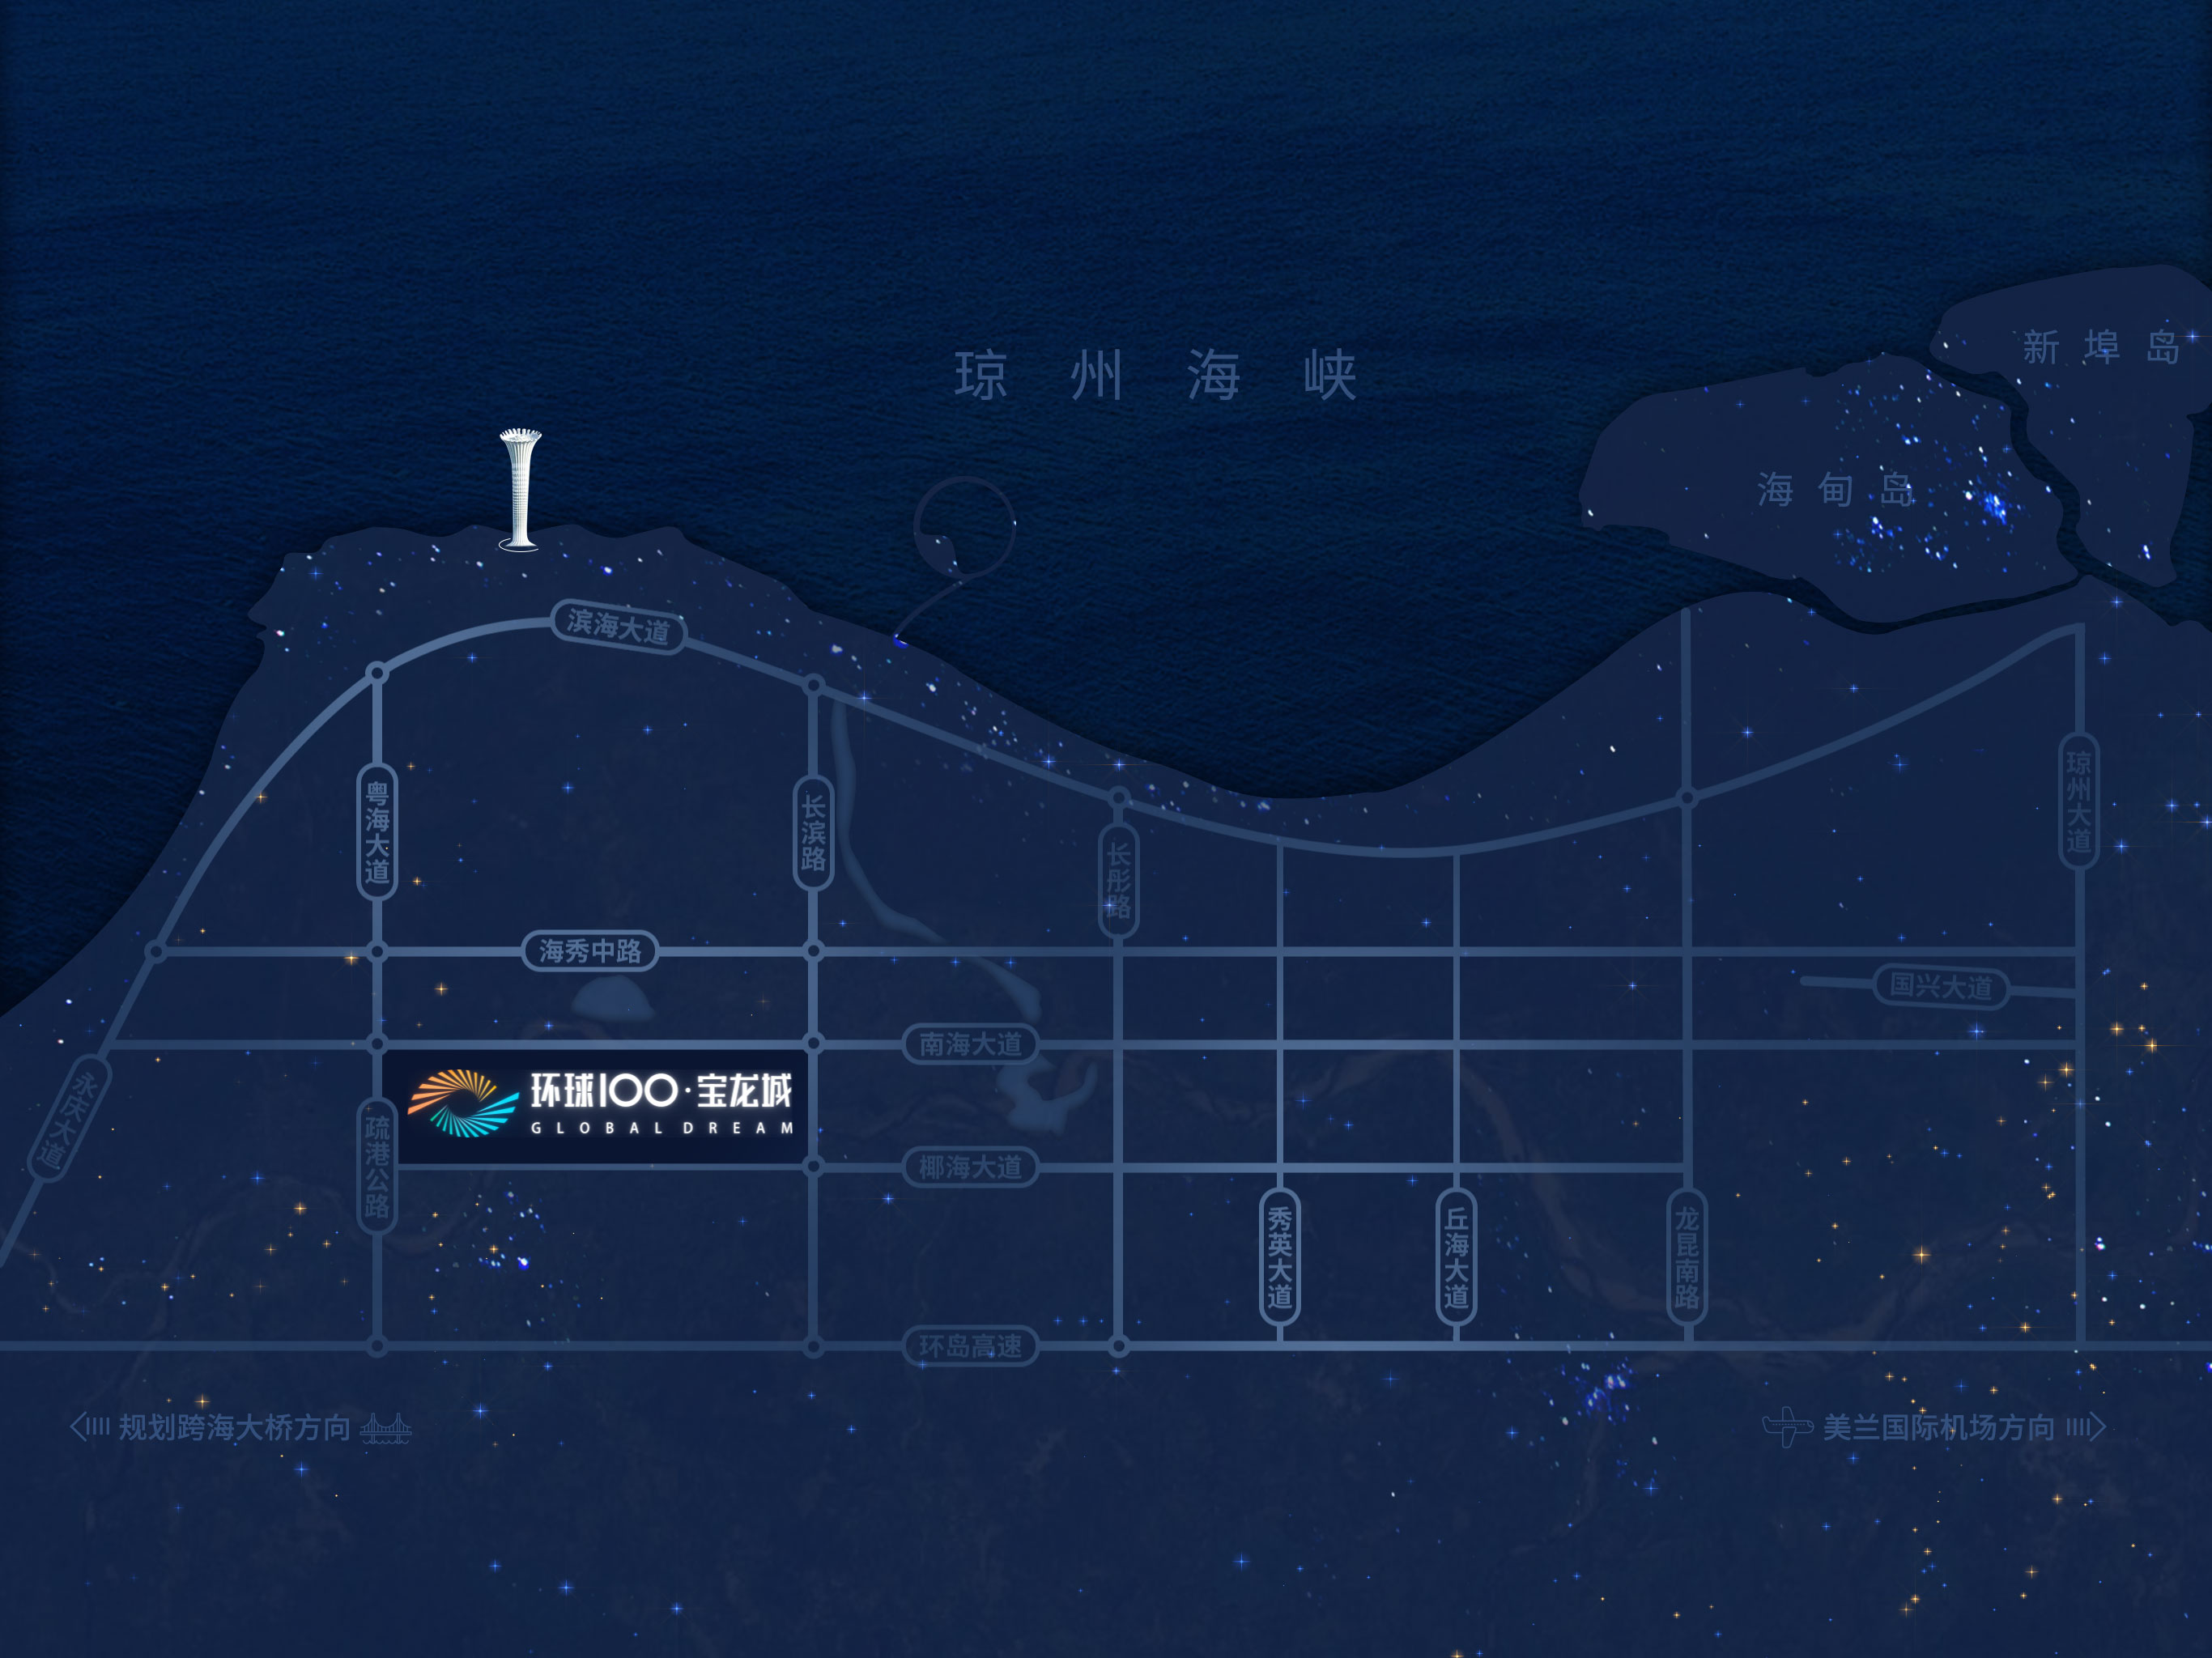 琼州海峡
新埠岛
海甸岛
滨海大道
粤海大道
长滨路
长彤路
琼州大道
海秀中路
国兴大道
南海大道
永庆大道
疏港公路
环球100·宝龙城
GLOBAL DREAM
椰海大道
秀英大道
丘海大道
龙昆南路
环岛高速
规划跨海大桥方向
美兰国际机场方向